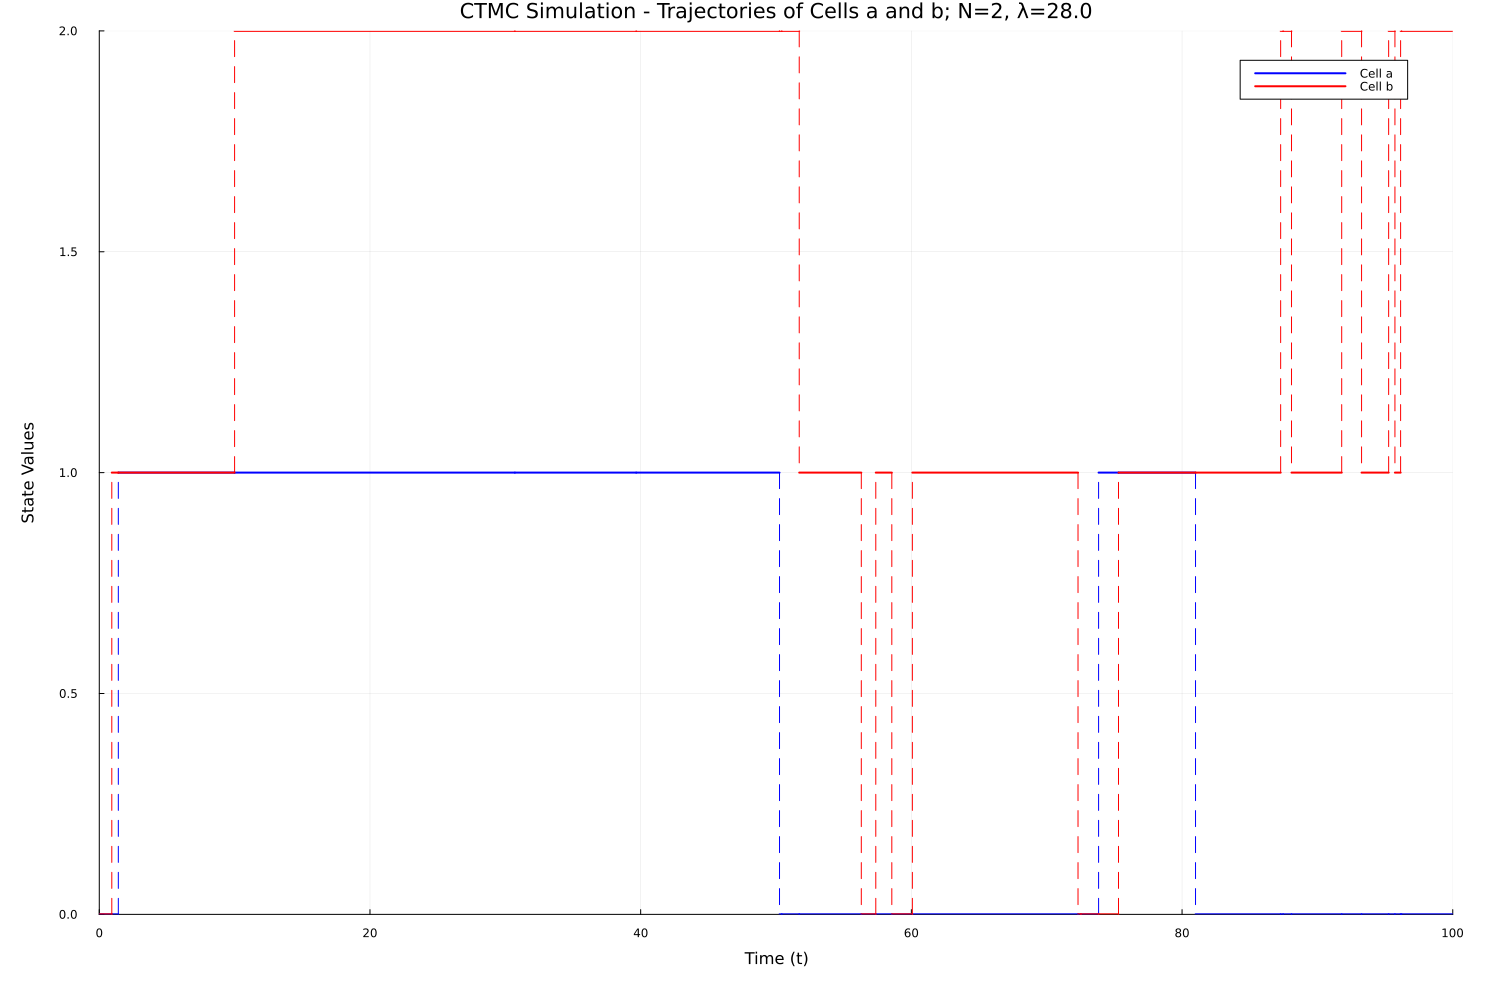 CTMC Simulation - Trajectories of Cells a and b; N=2, λ=28.0
2.0
Cell a
Cell b
1.5
State Values
1.0
0.5
0.0
0 20 40 60 80 100
Time (t)